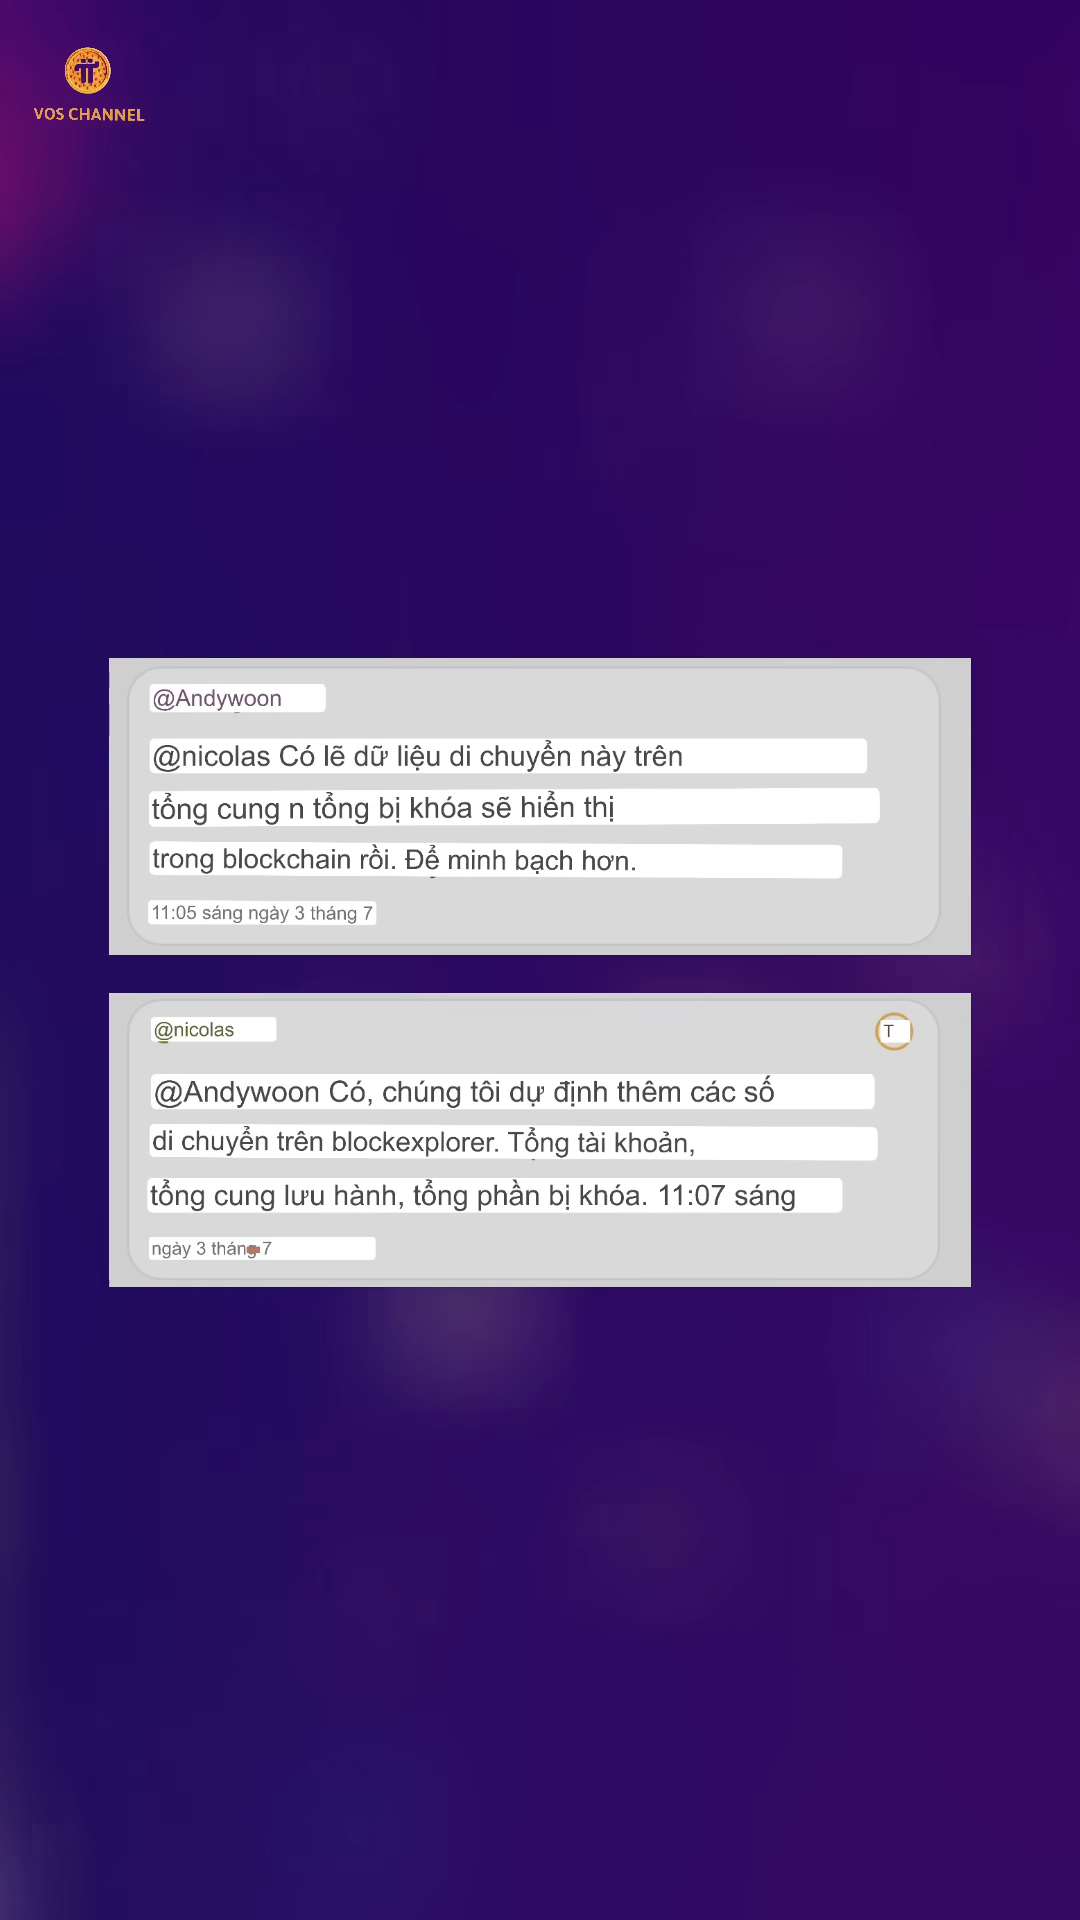 VOS CHANNEL
@Andywoon
@nicolas Có lẽ dữ liệu di chuyển này trên
tổng cung n tổng bị khóa sẽ hiển thị
trong blockchain rồi. Để minh bạch hơn.
11:05 sáng ngày 3 tháng 7
@nicolas
T
@Andywoon Có, chúng tôi dự định thêm các số
di chuyển trên blockexplorer. Tổng tài khoản,
tổng cung lưu hành, tổng phần bị khóa. 11:07 sáng
ngày 3 tháng 7